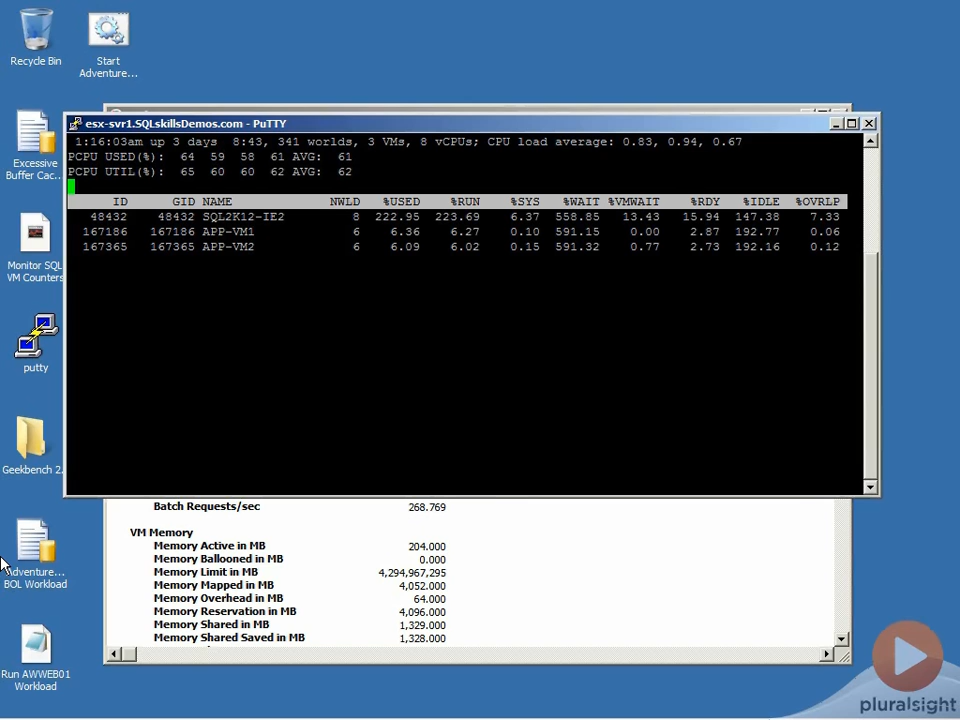 Recycle Bin
Start
Adventure...
Excessive
Buffer Cac...
Monitor SQL
VM Counters
putty
Geekbench 2.
Adventure...
BOL Workload
Run AWWEB01
Workload
esx-svr1.SQLskillsDemos.com - PuTTY
1:16:03am up 3 days 8:43, 341 worlds, 3 VMs, 8 vCPUs; CPU load average: 0.83, 0.94, 0.67
PCPU USED(%): 64 59 58 61 AVG: 61
PCPU UTIL(%): 65 60 60 62 AVG: 62
ID GID NAME NWLD %USED %RUN %SYS %WAIT %VMWAIT %RDY %IDLE %OVRLP
48432 48432 SQL2K12-IE2 8 222.95 223.69 6.37 558.85 13.43 15.94 147.38 7.33
167186 167186 APP-VM1 6 6.36 6.27 0.10 591.15 0.00 2.87 192.77 0.06
167365 167365 APP-VM2 6 6.09 6.02 0.15 591.32 0.77 2.73 192.16 0.12
Batch Requests/sec 268.769
VM Memory
Memory Active in MB 204.000
Memory Ballooned in MB 0.000
Memory Limit in MB 4,294,967,295
Memory Mapped in MB 4,052.000
Memory Overhead in MB 64.000
Memory Reservation in MB 4,096.000
Memory Shared in MB 1,329.000
Memory Shared Saved in MB 1,328.000
pluralsight